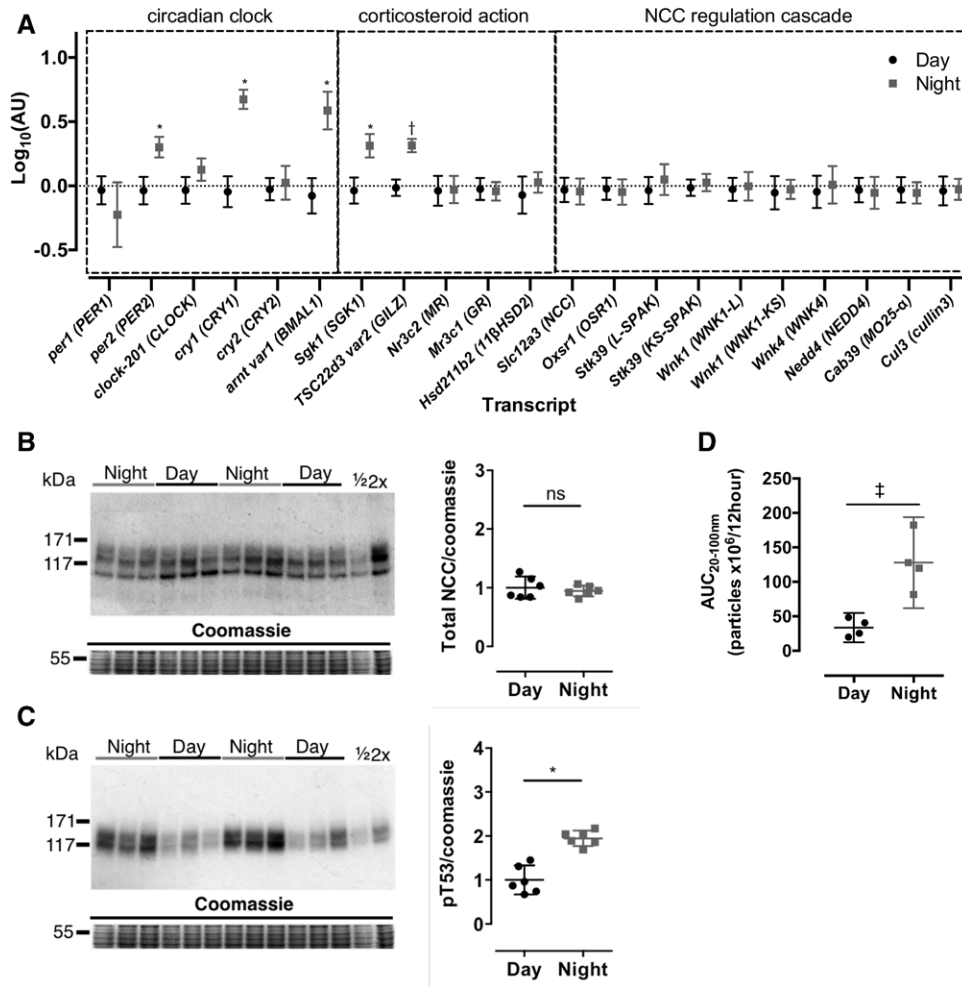 A
circadian clock
corticosteroid action
NCC regulation cascade
Day
Night
Log10(AU)
1.0
0.5
0.0
-0.5
*
*
*
*
†
per1 (PER1)
per2 (PER2)
clock-201 (CLOCK)
cry1 (CRY1)
cry2 (CRY2)
arnt var1 (BMAL1)
Sgk1 (SGK1)
TSC22d3 var2 (GILZ)
Nr3c2 (MR)
Mr3c1 (GR)
Hsd211b2 (11βHSD2)
Slc12a3 (NCC)
Oxsr1 (OSR1)
Stk39 (L-SPAK)
Stk39 (KS-SPAK)
Wnk1 (WNK1-L)
Wnk1 (WNK1-KS)
Wnk4 (WNK4)
Nedd4 (NEDD4)
Cab39 (MO25-α)
Cul3 (cullin3)
Transcript
B
kDa
Night Day Night Day ½2x
171
117
Coomassie
55
Total NCC/coomassie
3
2
1
0
ns
Day Night
D
AUC20-100nm
(particles x10⁶/12hour)
250
200
150
100
50
0
‡
Day Night
C
kDa
Night Day Night Day ½2x
171
117
Coomassie
55
pT53/coomassie
4
3
2
1
0
*
Day Night